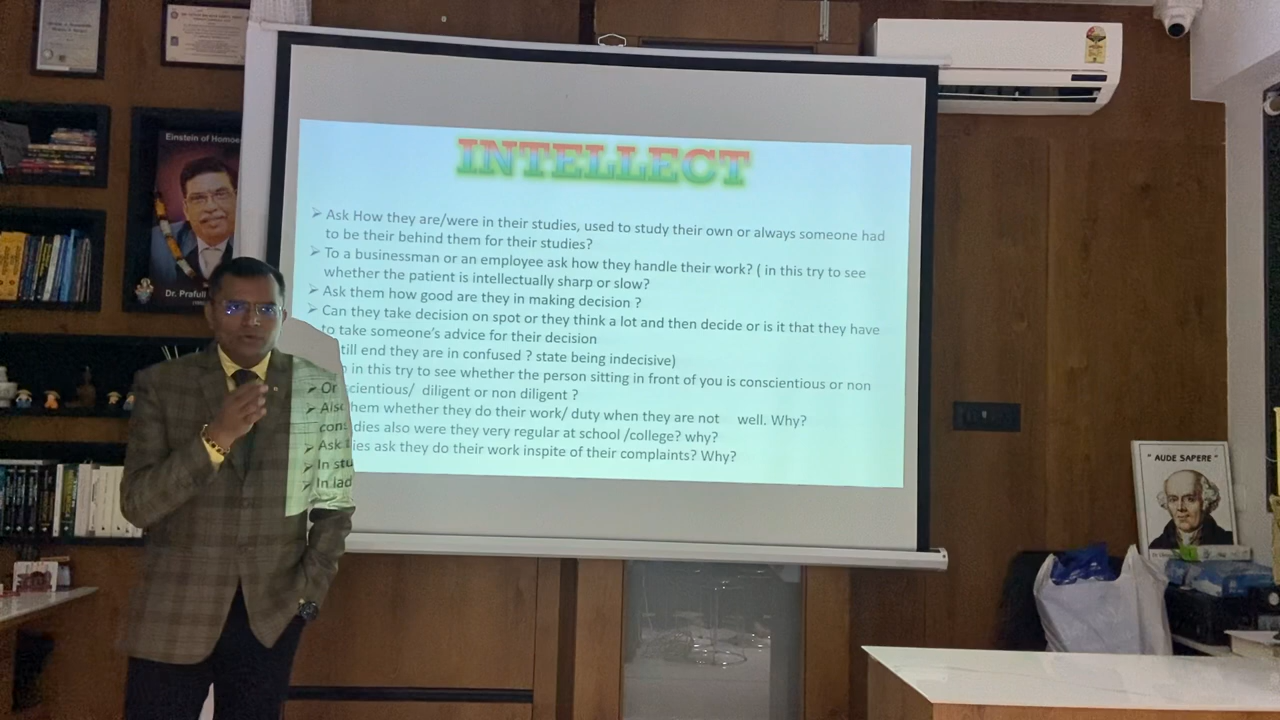 Einstein of Homoe
Dr. Prafull
INTELLECT
➢ Ask How they are/were in their studies, used to study their own or always someone had
to be their behind them for their studies?
➢ To a businessman or an employee ask how they handle their work? ( in this try to see
whether the patient is intellectually sharp or slow?
➢ Ask them how good are they in making decision ?
➢ Can they take decision on spot or they think a lot and then decide or is it that they have
to take someone's advice for their decision
➢ Or till end they are in confused ? state being indecisive)
➢ Also in this try to see whether the person sitting in front of you is conscientious or non
conscientious/ diligent or non diligent ?
➢ Ask them whether they do their work/ duty when they are not well. Why?
➢ In studies also were they very regular at school /college? why?
➢ In ladies ask they do their work inspite of their complaints? Why?
" AUDE SAPERE "